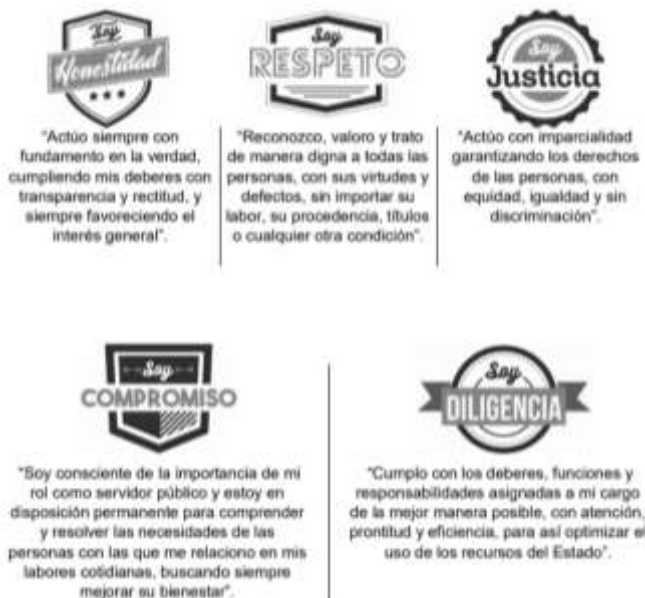 Soy
Honestidad
"Actúo siempre con
fundamento en la verdad,
cumpliendo mis deberes con
transparencia y rectitud, y
siempre favoreciendo el
interés general".
Soy
RESPETO
"Reconozco, valoro y trato
de manera digna a todas las
personas, con sus virtudes y
defectos, sin importar su
labor, su procedencia, títulos
o cualquier otra condición".
Soy
Justicia
"Actúo con imparcialidad
garantizando los derechos
de las personas, con
equidad, igualdad y sin
discriminación".
Soy
COMPROMISO
"Soy consciente de la importancia de mi
rol como servidor público y estoy en
disposición permanente para comprender
y resolver las necesidades de las
personas con las que me relaciono en mis
labores cotidianas, buscando siempre
mejorar su bienestar".
Soy
DILIGENCIA
"Cumplo con los deberes, funciones y
responsabilidades asignadas a mi cargo
de la mejor manera posible, con atención,
prontitud y eficiencia, para así optimizar el
uso de los recursos del Estado".